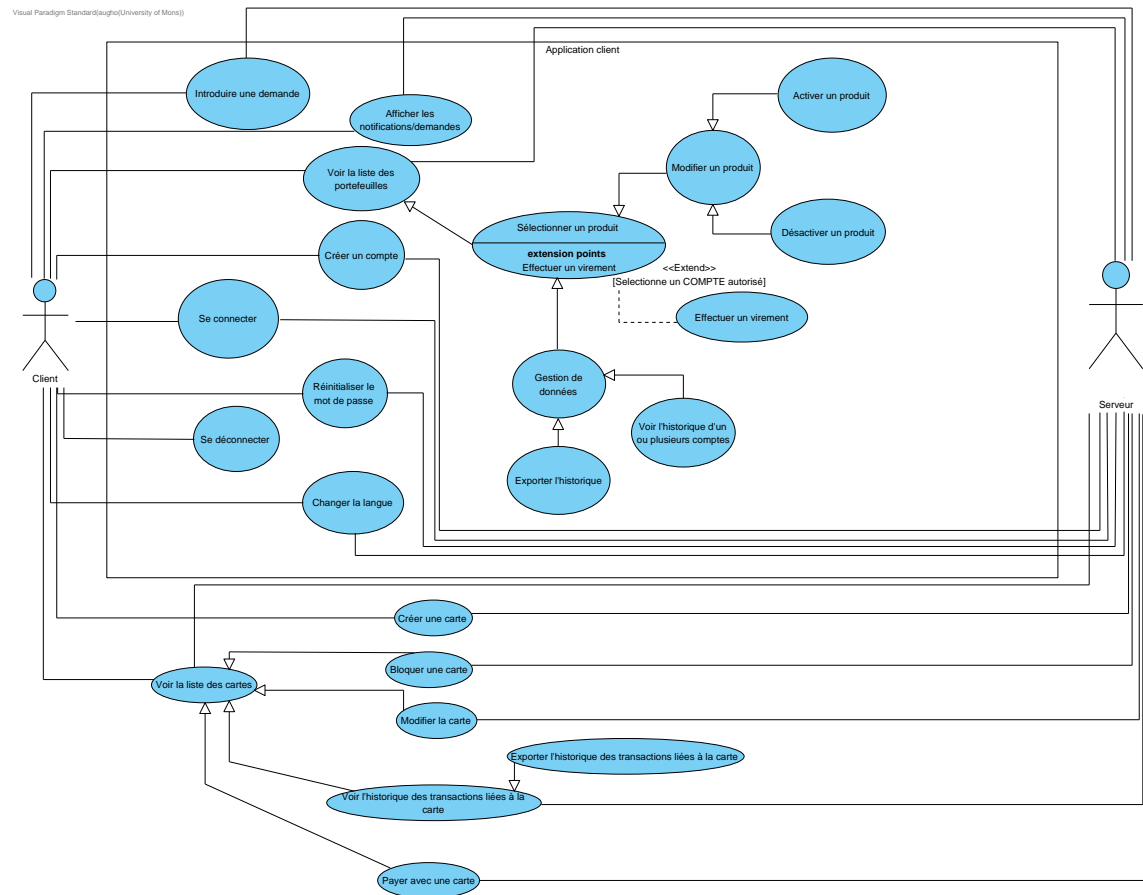 Visual Paradigm Standard(augho(University of Mons))
Application client
Introduire une demande
Afficher les
notifications/demandes
Activer un produit
Voir la liste des
portefeuilles
Modifier un produit
Sélectionner un produit
extension points
Effectuer un virement
Désactiver un produit
Créer un compte
<<Extend>>
[Selectionne un COMPTE autorisé]
Se connecter
Effectuer un virement
Client
Réinitialiser le
mot de passe
Gestion de
données
Serveur
Se déconnecter
Voir l'historique d'un
ou plusieurs comptes
Exporter l'historique
Changer la langue
Créer une carte
Bloquer une carte
Voir la liste des cartes
Modifier la carte
Exporter l'historique des transactions liées à la carte
Voir l'historique des transactions liées à la
carte
Payer avec une carte